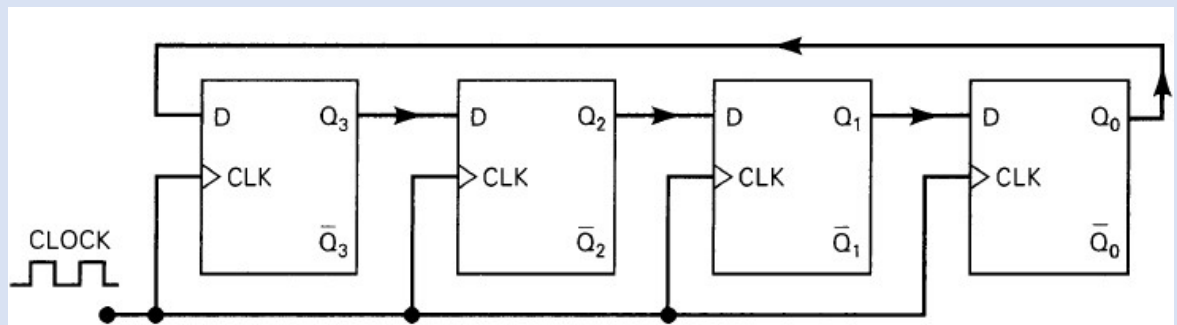 D Q₃ D Q₂ D Q₁ D Q₀
CLK CLK CLK CLK
CLOCK Q̅₃ Q̅₂ Q̅₁ Q̅₀